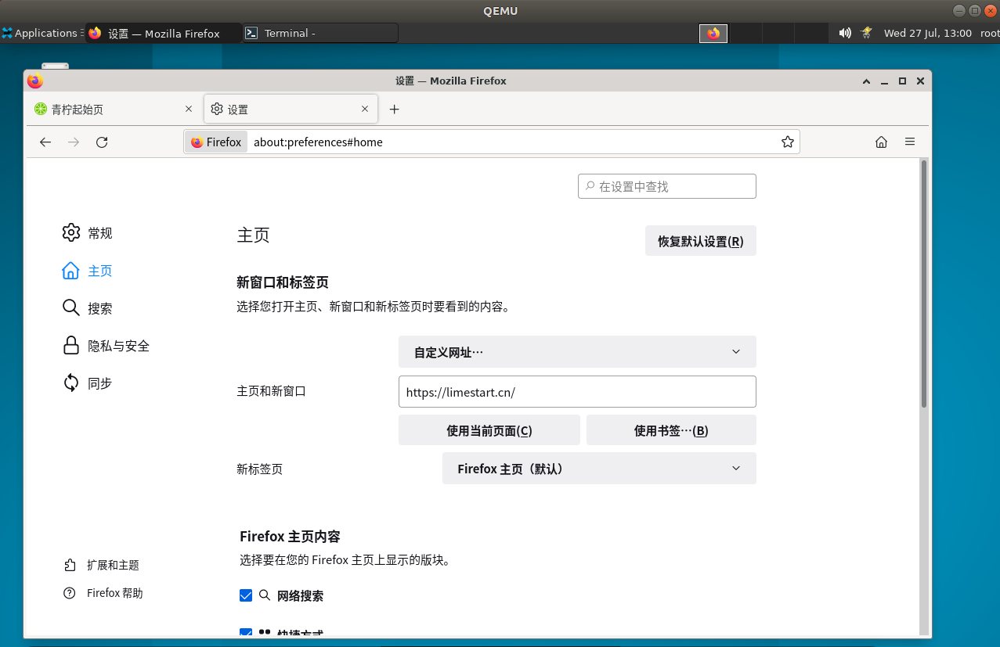 QEMU
Applications
设置 — Mozilla Firefox
Terminal -
Wed 27 Jul, 13:00
root
设置 — Mozilla Firefox
青柠起始页
设置
Firefox
about:preferences#home
在设置中查找
常规
主页
搜索
隐私与安全
同步
主页
恢复默认设置(R)
新窗口和标签页
选择您打开主页、新窗口和新标签页时要看到的内容。
自定义网址…
主页和新窗口
https://limestart.cn/
使用当前页面(C)
使用书签…(B)
新标签页
Firefox 主页（默认）
Firefox 主页内容
选择要在您的 Firefox 主页上显示的版块。
网络搜索
快捷方式
扩展和主题
Firefox 帮助